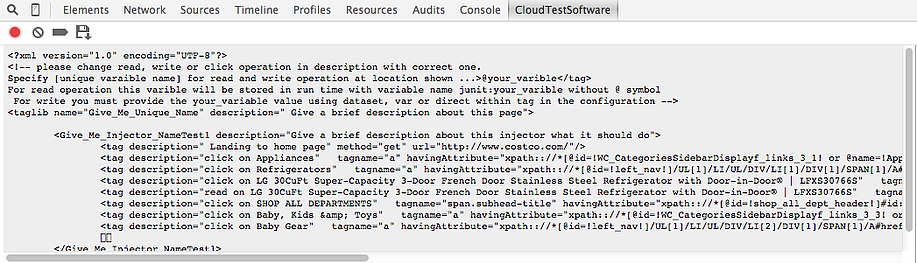 Elements Network Sources Timeline Profiles Resources Audits Console CloudTestSoftware
<?xml version="1.0" encoding="UTF-8"?>
<!-- please change read, write or click operation in description with correct one.
Specify [unique varaible name] for read and write operation at location shown ...>@your_varible</tag>
For read operation this varible will be stored in run time with variable name junit:your_varible without @ symbol
For write you must provide the your_variable value using dataset, var or direct within tag in the configuration -->
<taglib name="Give_Me_Unique_Name" description=" Give a brief description about this page">
<Give_Me_Injector_NameTest1 description="Give a brief description about this injector what it should do">
<tag description=" Landing to home page" method="get" url="http://www.costco.com/"/>
<tag description="click on Appliances" tagname="a" havingAttribute="xpath:://*[@id=!WC_CategoriesSidebarDisplayf_links_3_1! or @name=!App
<tag description="click on Refrigerators" tagname="a" havingAttribute="xpath:://*[@id=!left_nav!]/UL[1]/LI/UL/DIV/LI[1]/DIV[1]/SPAN[1]/A#
<tag description="click on LG 30CuFt Super-Capacity 3-Door French Door Stainless Steel Refrigerator with Door-in-Door® | LFXS30766S" tagn
<tag description="read on LG 30CuFt Super-Capacity 3-Door French Door Stainless Steel Refrigerator with Door-in-Door® | LFXS30766S" tagna
<tag description="click on SHOP ALL DEPARTMENTS" tagname="span.subhead-title" havingAttribute="xpath:://*[@id=!shop_all_dept_header!]#id:
<tag description="click on Baby, Kids &amp; Toys" tagname="a" havingAttribute="xpath:://*[@id=!WC_CategoriesSidebarDisplayf_links_3_3! or
<tag description="click on Baby Gear" tagname="a" havingAttribute="xpath:://*[@id=!left_nav!]/UL[1]/LI/UL/DIV/LI[2]/DIV[1]/SPAN[1]/A#href
</Give_Me_Injector_NameTest1>